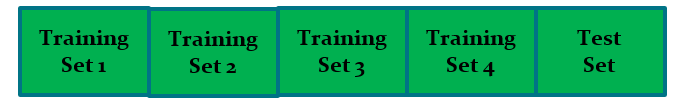 Training
Set 1
Training
Set 2
Training
Set 3
Training
Set 4
Test
Set